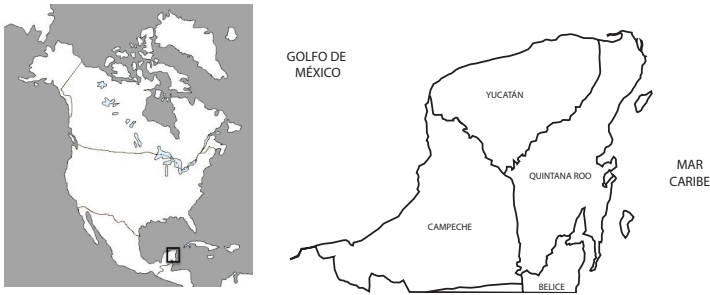 GOLFO DE
MÉXICO
YUCATÁN
MAR
CARIBE
QUINTANA ROO
CAMPECHE
BELICE